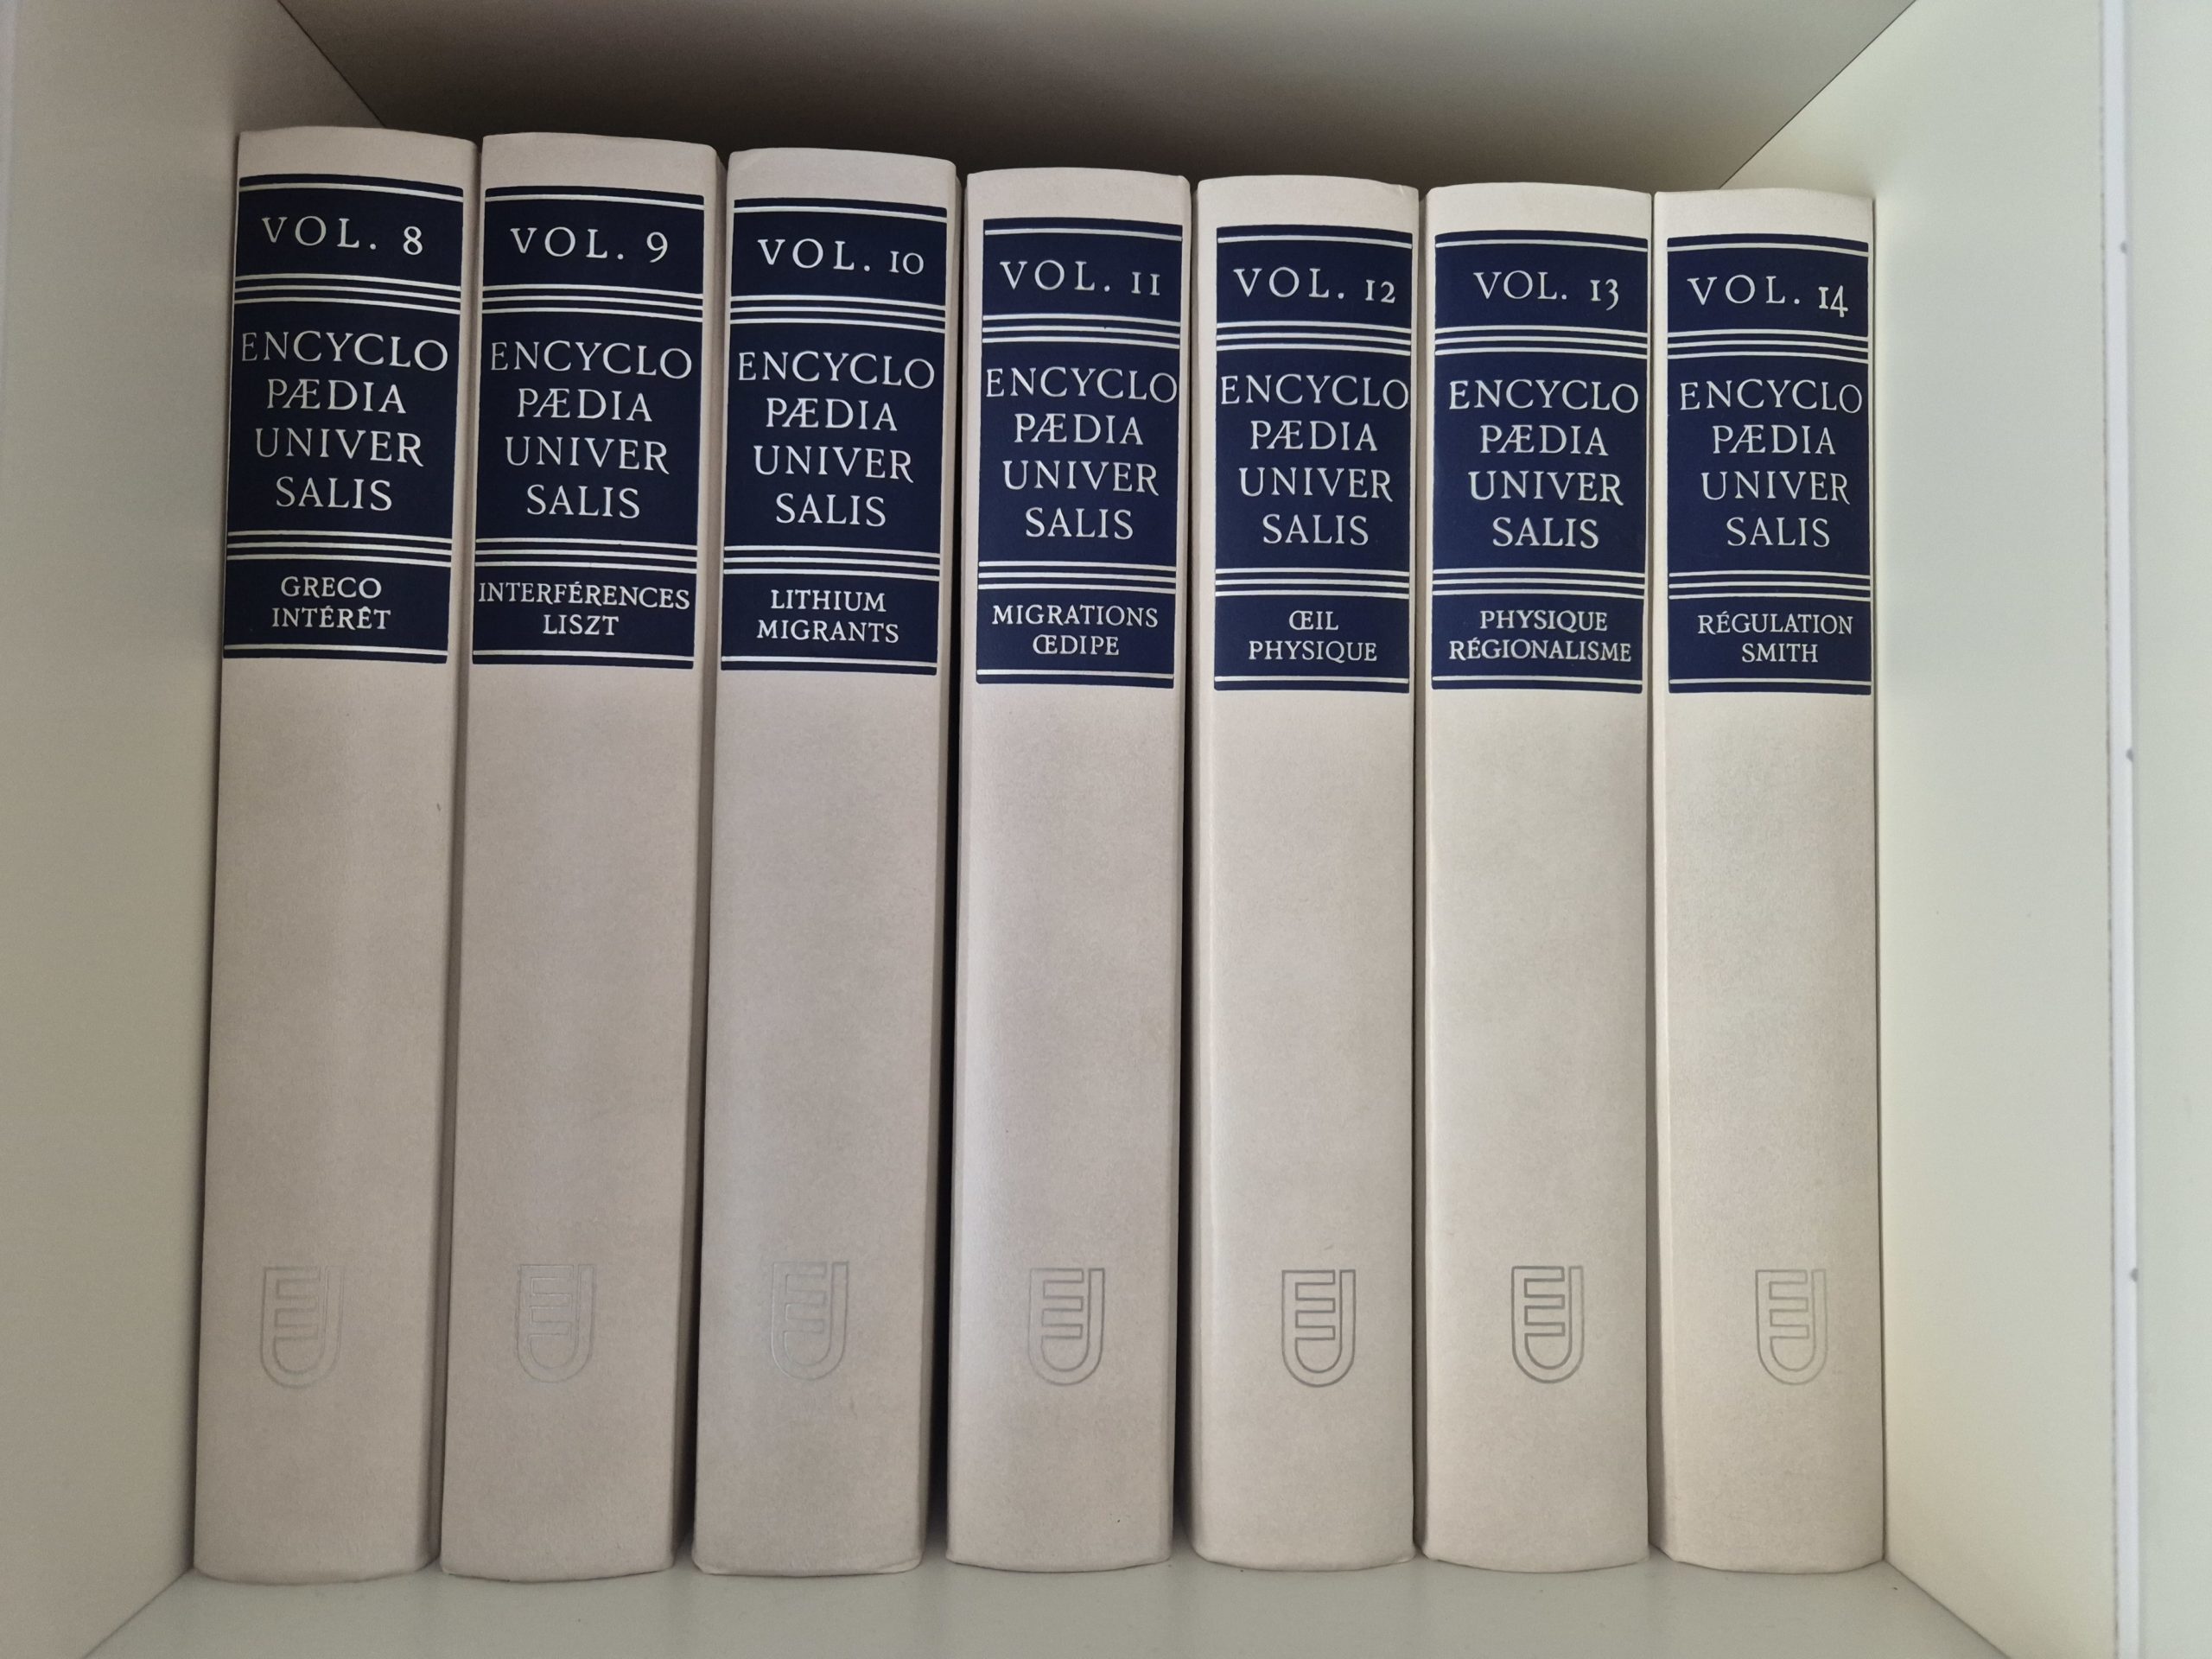 VOL. 8
ENCYCLO
PÆDIA
UNIVER
SALIS
GRECO
INTÉRÊT
VOL. 9
ENCYCLO
PÆDIA
UNIVER
SALIS
INTERFÉRENCES
LISZT
VOL. 10
ENCYCLO
PÆDIA
UNIVER
SALIS
LITHIUM
MIGRANTS
VOL. 11
ENCYCLO
PÆDIA
UNIVER
SALIS
MIGRATIONS
ŒDIPE
VOL. 12
ENCYCLO
PÆDIA
UNIVER
SALIS
ŒIL
PHYSIQUE
VOL. 13
ENCYCLO
PÆDIA
UNIVER
SALIS
PHYSIQUE
RÉGIONALISME
VOL. 14
ENCYCLO
PÆDIA
UNIVER
SALIS
RÉGULATION
SMITH